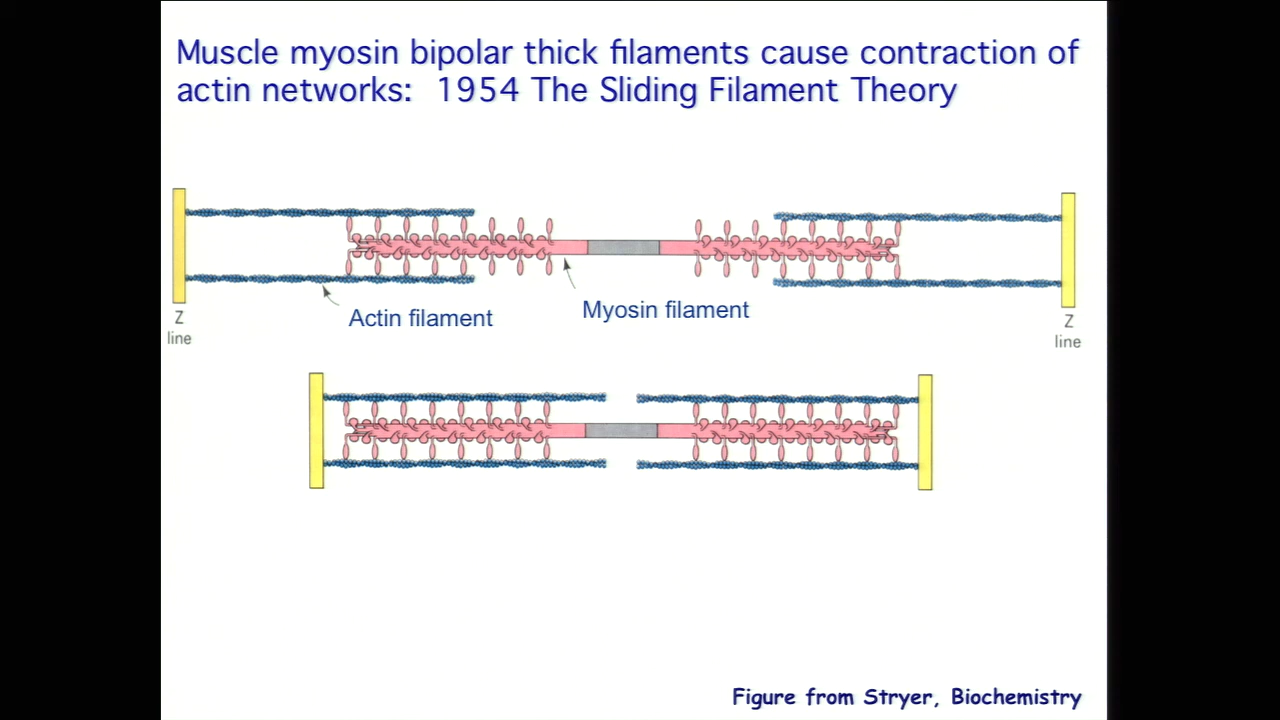 Muscle myosin bipolar thick filaments cause contraction of
actin networks:  1954 The Sliding Filament Theory
Z
line
Actin filament
Myosin filament
Z
line
Figure from Stryer, Biochemistry